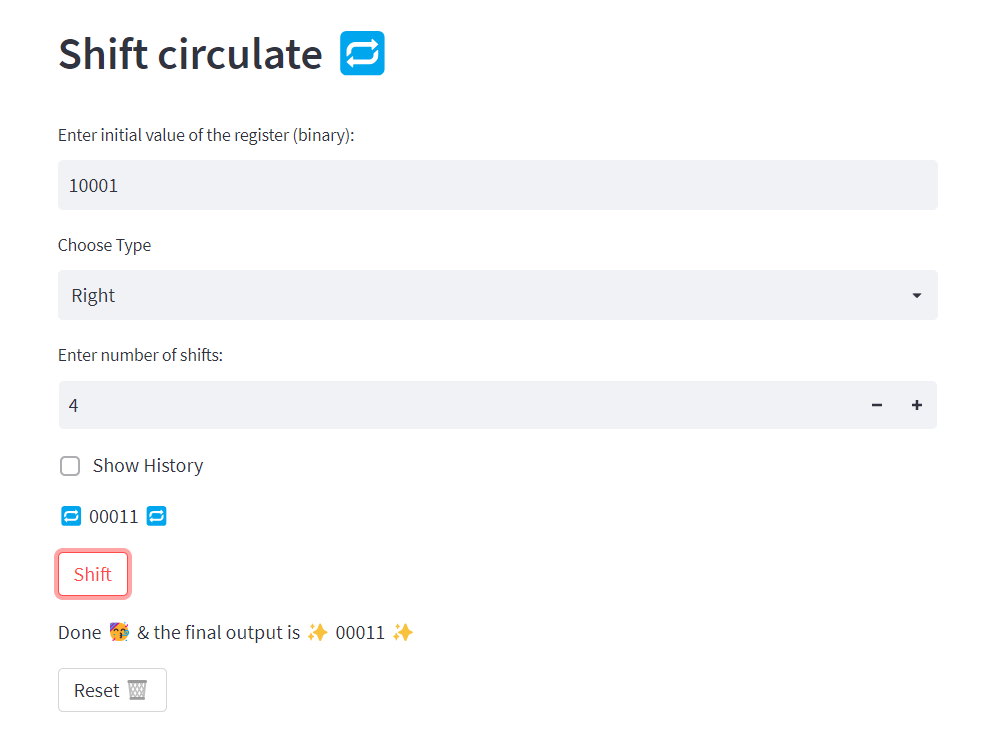 Shift circulate 🔁
Enter initial value of the register (binary):
10001
Choose Type
Right
Enter number of shifts:
4
Show History
🔁 00011 🔁
Shift
Done 🥳 & the final output is ✨ 00011 ✨
Reset 🗑️